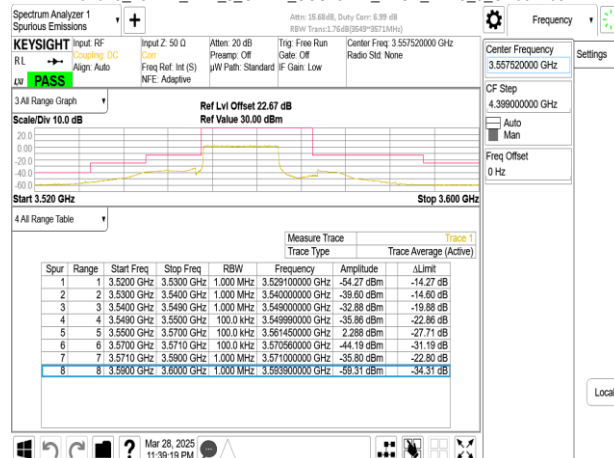 Spectrum Analyzer 1
Spurious Emissions
Attn: 15.68dB, Duty Corr: 6.99 dB
RBW Trans:1.76dB(3549~3571MHz)
Frequency
KEYSIGHT
RL
PASS
Input: RF
Coupling: DC
Align: Auto
Input Z: 50 Ω
Corr
Freq Ref: Int (S)
NFE: Adaptive
Atten: 20 dB
Preamp: Off
µW Path: Standard
Trig: Free Run
Gate: Off
IF Gain: Low
Center Freq: 3.557520000 GHz
Radio Std: None
Center Frequency
3.557520000 GHz
Settings
CF Step
4.399000000 GHz
Auto
Man
Freq Offset
0 Hz
3 All Range Graph
Scale/Div 10.0 dB
Ref Lvl Offset 22.67 dB
Ref Value 30.00 dBm
20.0
0.00
-20.0
-40.0
-60.0
Start 3.520 GHz
Stop 3.600 GHz
4 All Range Table
Measure Trace Trace 1
Trace Type Trace Average (Active)
Spur Range Start Freq Stop Freq RBW Frequency Amplitude ΔLimit
1 1 3.5200 GHz 3.5300 GHz 1.000 MHz 3.529100000 GHz -54.27 dBm -14.27 dB
2 2 3.5300 GHz 3.5400 GHz 1.000 MHz 3.540000000 GHz -39.60 dBm -14.60 dB
3 3 3.5400 GHz 3.5490 GHz 1.000 MHz 3.549000000 GHz -32.88 dBm -19.88 dB
4 4 3.5490 GHz 3.5500 GHz 100.0 kHz 3.549990000 GHz -35.86 dBm -22.86 dB
5 5 3.5500 GHz 3.5700 GHz 100.0 kHz 3.561450000 GHz 2.288 dBm -27.71 dB
6 6 3.5700 GHz 3.5710 GHz 100.0 kHz 3.570560000 GHz -44.19 dBm -31.19 dB
7 7 3.5710 GHz 3.5900 GHz 1.000 MHz 3.571000000 GHz -35.80 dBm -22.80 dB
8 8 3.5900 GHz 3.6000 GHz 1.000 MHz 3.593900000 GHz -59.31 dBm -34.31 dB
Local
Mar 28, 2025
11:39:19 PM